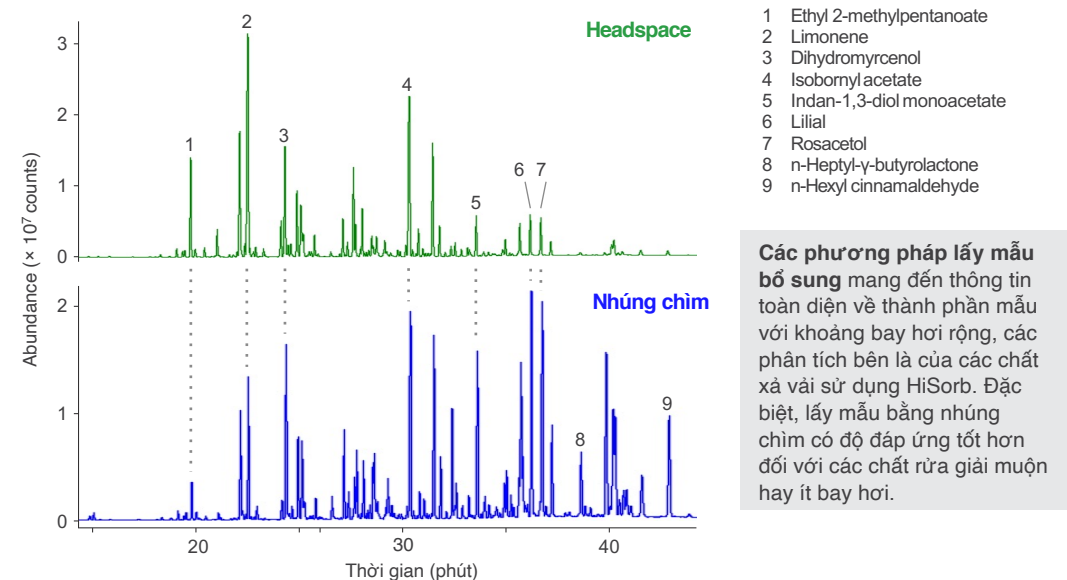 Headspace
Abundance (× 10⁷ counts)
3
2
1
0
1
2
3
4
5
6
7
Nhúng chìm
2
1
0
8
9
20
30
40
Thời gian (phút)
1 Ethyl 2-methylpentanoate
2 Limonene
3 Dihydromyrcenol
4 Isobornyl acetate
5 Indan-1,3-diol monoacetate
6 Lilial
7 Rosacetol
8 n-Heptyl-γ-butyrolactone
9 n-Hexyl cinnamaldehyde
Các phương pháp lấy mẫu
bổ sung mang đến thông tin
toàn diện về thành phần mẫu
với khoảng bay hơi rộng, các
phân tích bên là của các chất
xả vải sử dụng HiSorb. Đặc
biệt, lấy mẫu bằng nhúng
chìm có độ đáp ứng tốt hơn
đối với các chất rửa giải muộn
hay ít bay hơi.